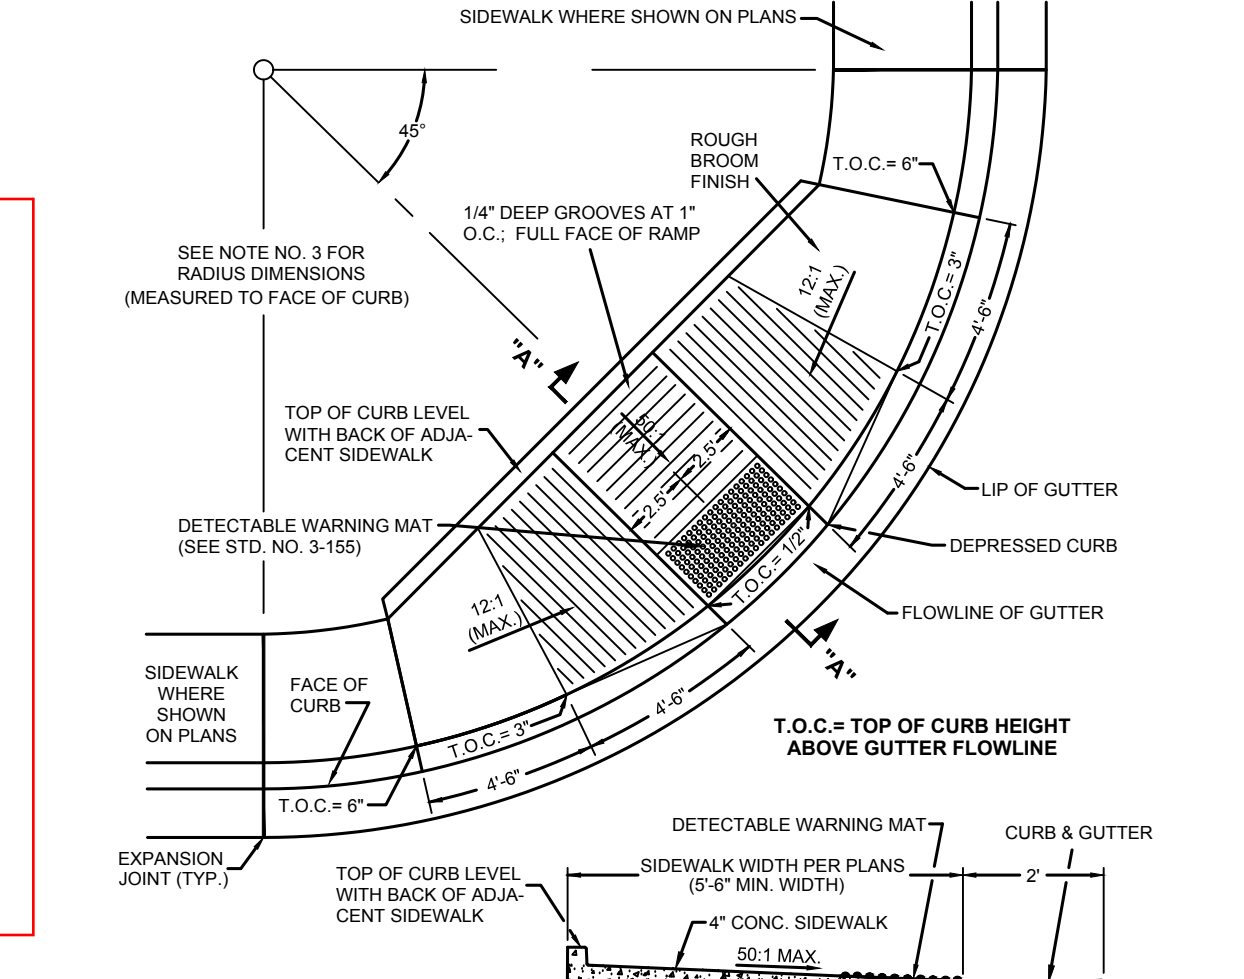 SIDEWALK WHERE SHOWN ON PLANS
45°
ROUGH
BROOM
FINISH
T.O.C.= 6"
1/4" DEEP GROOVES AT 1"
O.C.; FULL FACE OF RAMP
SEE NOTE NO. 3 FOR
RADIUS DIMENSIONS
(MEASURED TO FACE OF CURB)
12:1
(MAX.)
T.O.C.= 3"
4'-6"
"A"
TOP OF CURB LEVEL
WITH BACK OF ADJA-
CENT SIDEWALK
50:1
(MAX.)
2.5'
2.5'
4'-6"
LIP OF GUTTER
DETECTABLE WARNING MAT
(SEE STD. NO. 3-155)
T.O.C.= 1/2"
DEPRESSED CURB
12:1
(MAX.)
FLOWLINE OF GUTTER
"A"
SIDEWALK
WHERE
SHOWN
ON PLANS
FACE OF
CURB
4'-6"
T.O.C.= 3"
T.O.C.= TOP OF CURB HEIGHT
ABOVE GUTTER FLOWLINE
4'-6"
T.O.C.= 6"
EXPANSION
JOINT (TYP.)
DETECTABLE WARNING MAT
CURB & GUTTER
TOP OF CURB LEVEL
WITH BACK OF ADJA-
CENT SIDEWALK
SIDEWALK WIDTH PER PLANS
(5'-6" MIN. WIDTH)
2'
4" CONC. SIDEWALK
50:1 MAX.